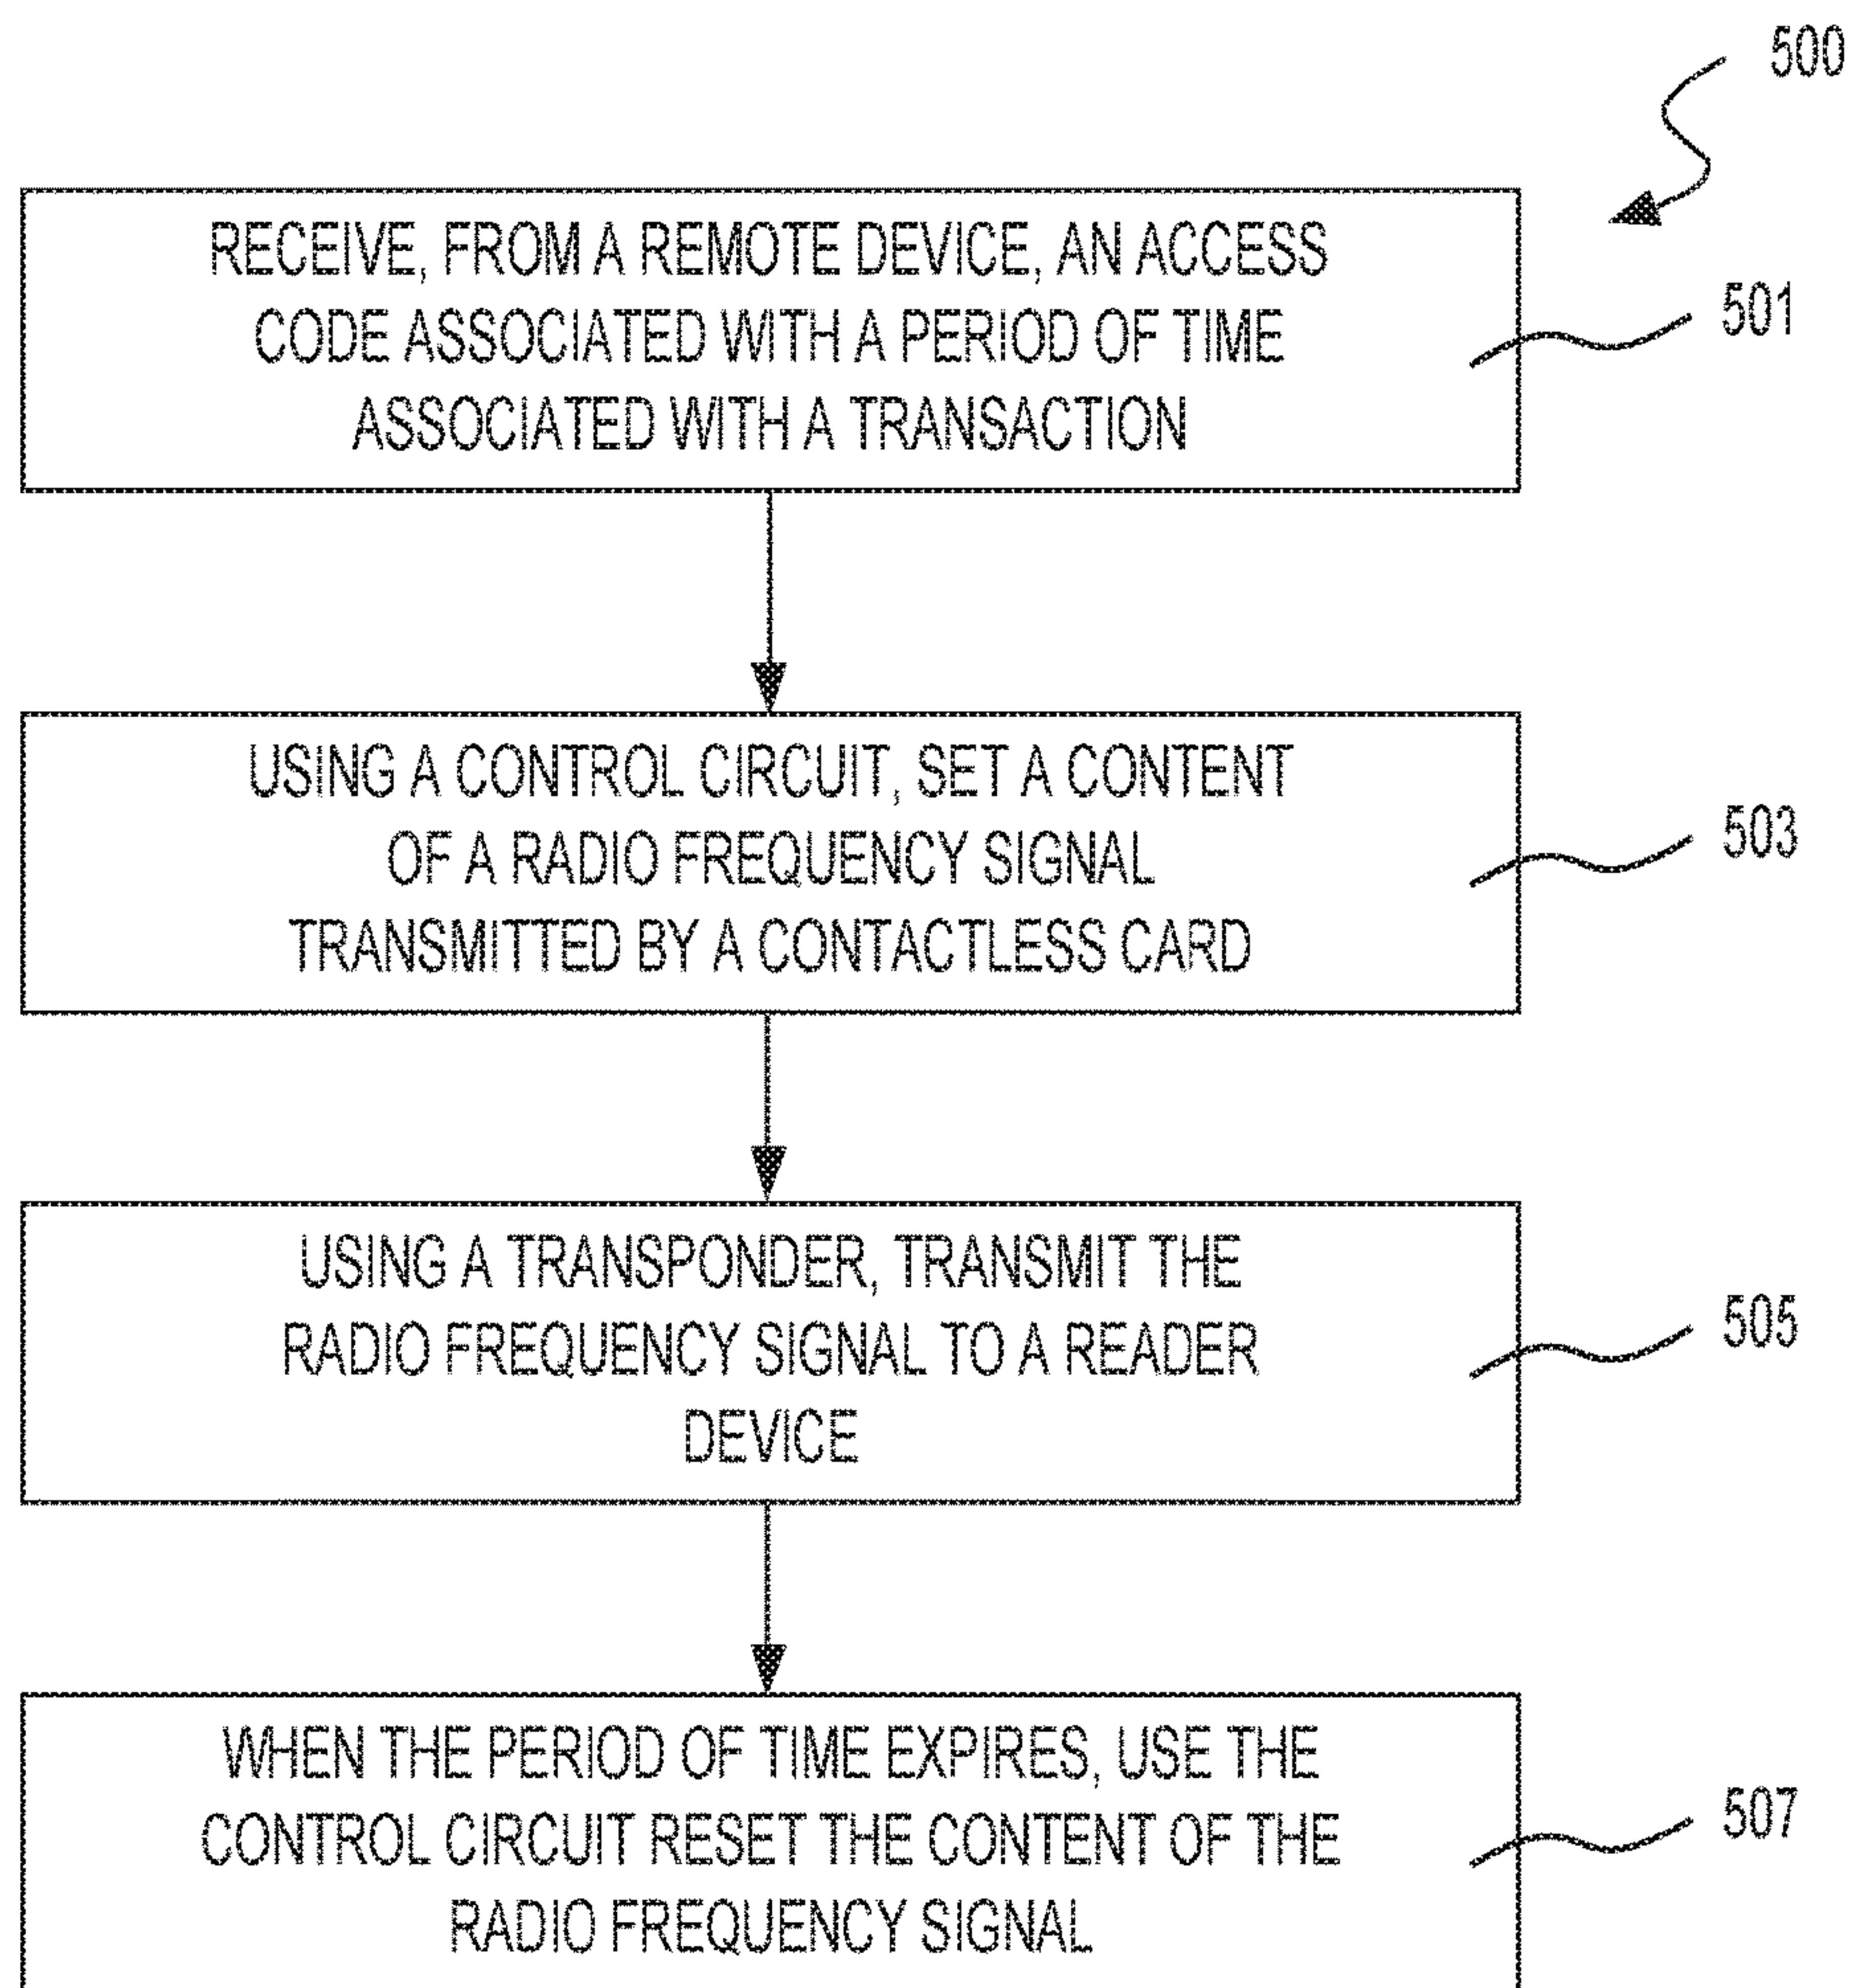 500
RECEIVE, FROM A REMOTE DEVICE, AN ACCESS
CODE ASSOCIATED WITH A PERIOD OF TIME
ASSOCIATED WITH A TRANSACTION
501
USING A CONTROL CIRCUIT, SET A CONTENT
OF A RADIO FREQUENCY SIGNAL
TRANSMITTED BY A CONTACTLESS CARD
503
USING A TRANSPONDER, TRANSMIT THE
RADIO FREQUENCY SIGNAL TO A READER
DEVICE
505
WHEN THE PERIOD OF TIME EXPIRES, USE THE
CONTROL CIRCUIT RESET THE CONTENT OF THE
RADIO FREQUENCY SIGNAL
507